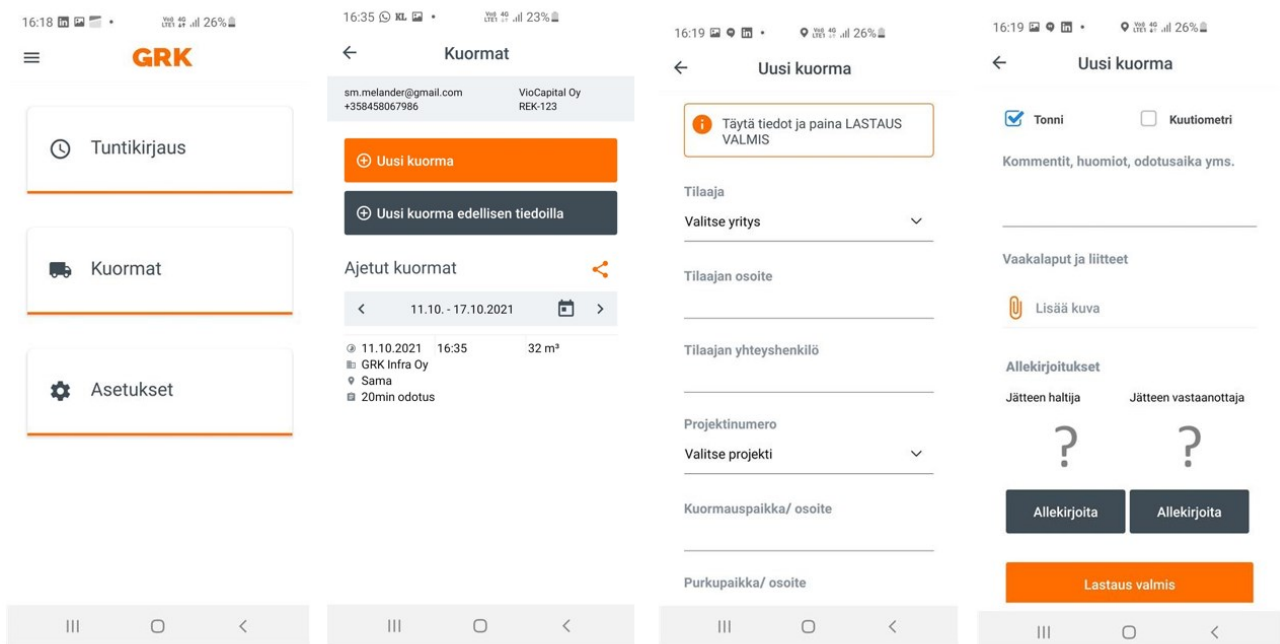 16:18
26%
GRK
Tuntikirjaus
Kuormat
Asetukset
16:35 KL
23%
Kuormat
sm.melander@gmail.com
+358458067986
VioCapital Oy
REK-123
Uusi kuorma
Uusi kuorma edellisen tiedoilla
Ajetut kuormat
11.10. - 17.10.2021
11.10.2021 16:35 32 m³
GRK Infra Oy
Sama
20min odotus
16:19
26%
Uusi kuorma
Täytä tiedot ja paina LASTAUS
VALMIS
Tilaaja
Valitse yritys
Tilaajan osoite
Tilaajan yhteyshenkilö
Projektinumero
Valitse projekti
Kuormauspaikka/ osoite
Purkupaikka/ osoite
16:19
26%
Uusi kuorma
Tonni Kuutiometri
Kommentit, huomiot, odotusaika yms.
Vaakalaput ja liitteet
Lisää kuva
Allekirjoitukset
Jätteen haltija Jätteen vastaanottaja
? ?
Allekirjoita Allekirjoita
Lastaus valmis